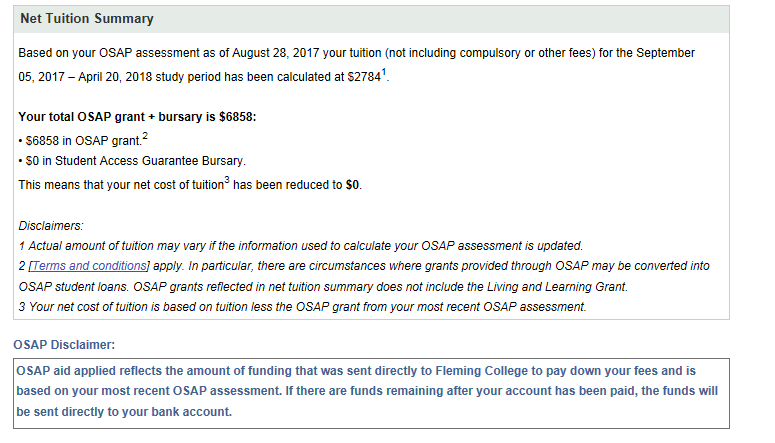 Net Tuition Summary
Based on your OSAP assessment as of August 28, 2017 your tuition (not including compulsory or other fees) for the September
05, 2017 – April 20, 2018 study period has been calculated at $2784¹.
Your total OSAP grant + bursary is $6858:
• $6858 in OSAP grant.²
• $0 in Student Access Guarantee Bursary.
This means that your net cost of tuition³ has been reduced to $0.
Disclaimers:
1 Actual amount of tuition may vary if the information used to calculate your OSAP assessment is updated.
2 [Terms and conditions] apply. In particular, there are circumstances where grants provided through OSAP may be converted into
OSAP student loans. OSAP grants reflected in net tuition summary does not include the Living and Learning Grant.
3 Your net cost of tuition is based on tuition less the OSAP grant from your most recent OSAP assessment.
OSAP Disclaimer:
OSAP aid applied reflects the amount of funding that was sent directly to Fleming College to pay down your fees and is
based on your most recent OSAP assessment. If there are funds remaining after your account has been paid, the funds will
be sent directly to your bank account.